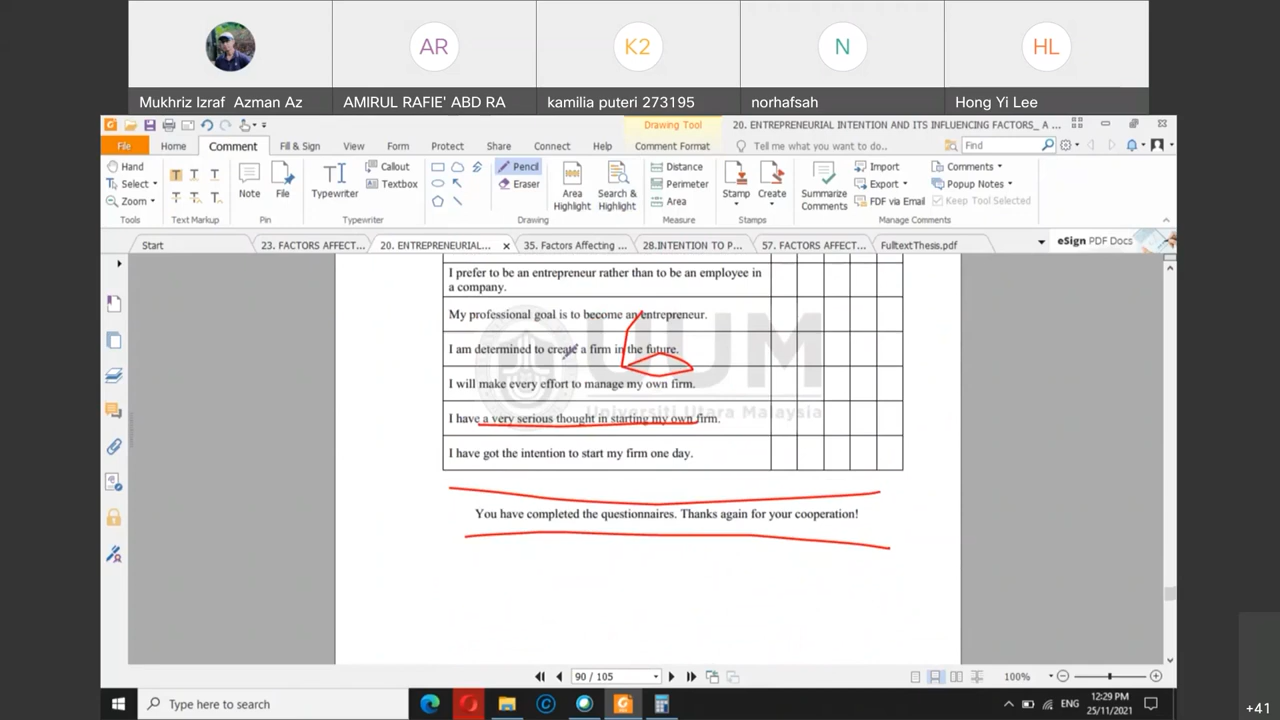 AR
K2
N
HL
Mukhriz Izraf Azman Az
AMIRUL RAFIE' ABD RA
kamilia puteri 273195
norhafsah
Hong Yi Lee
Drawing Tool
20. ENTREPRENEURIAL INTENTION AND ITS INFLUENCING FACTORS_ A ...
File
Home
Comment
Fill & Sign
View
Form
Protect
Share
Connect
Help
Comment Format
Tell me what you want to do...
Find
Hand
Select
Zoom
Tools
Text Markup
Note
File
Pin
Typewriter
Callout
Textbox
Typewriter
Pencil
Eraser
Drawing
Area
Highlight
Search &
Highlight
Distance
Perimeter
Area
Measure
Stamp
Create
Stamps
Summarize
Comments
Import
Export
FDF via Email
Comments
Popup Notes
Keep Tool Selected
Manage Comments
Start
23. FACTORS AFFECT...
20. ENTREPRENEURIAL...
35. Factors Affecting ...
28.INTENTION TO P...
57. FACTORS AFFECT...
FulltextThesis.pdf
eSign PDF Docs
I prefer to be an entrepreneur rather than to be an employee in
a company.
My professional goal is to become an entrepreneur.
I am determined to create a firm in the future.
I will make every effort to manage my own firm.
I have a very serious thought in starting my own firm.
I have got the intention to start my firm one day.
UUM
Universiti Utara Malaysia
You have completed the questionnaires. Thanks again for your cooperation!
90 / 105
100%
Type here to search
ENG
12:29 PM
25/11/2021
+41